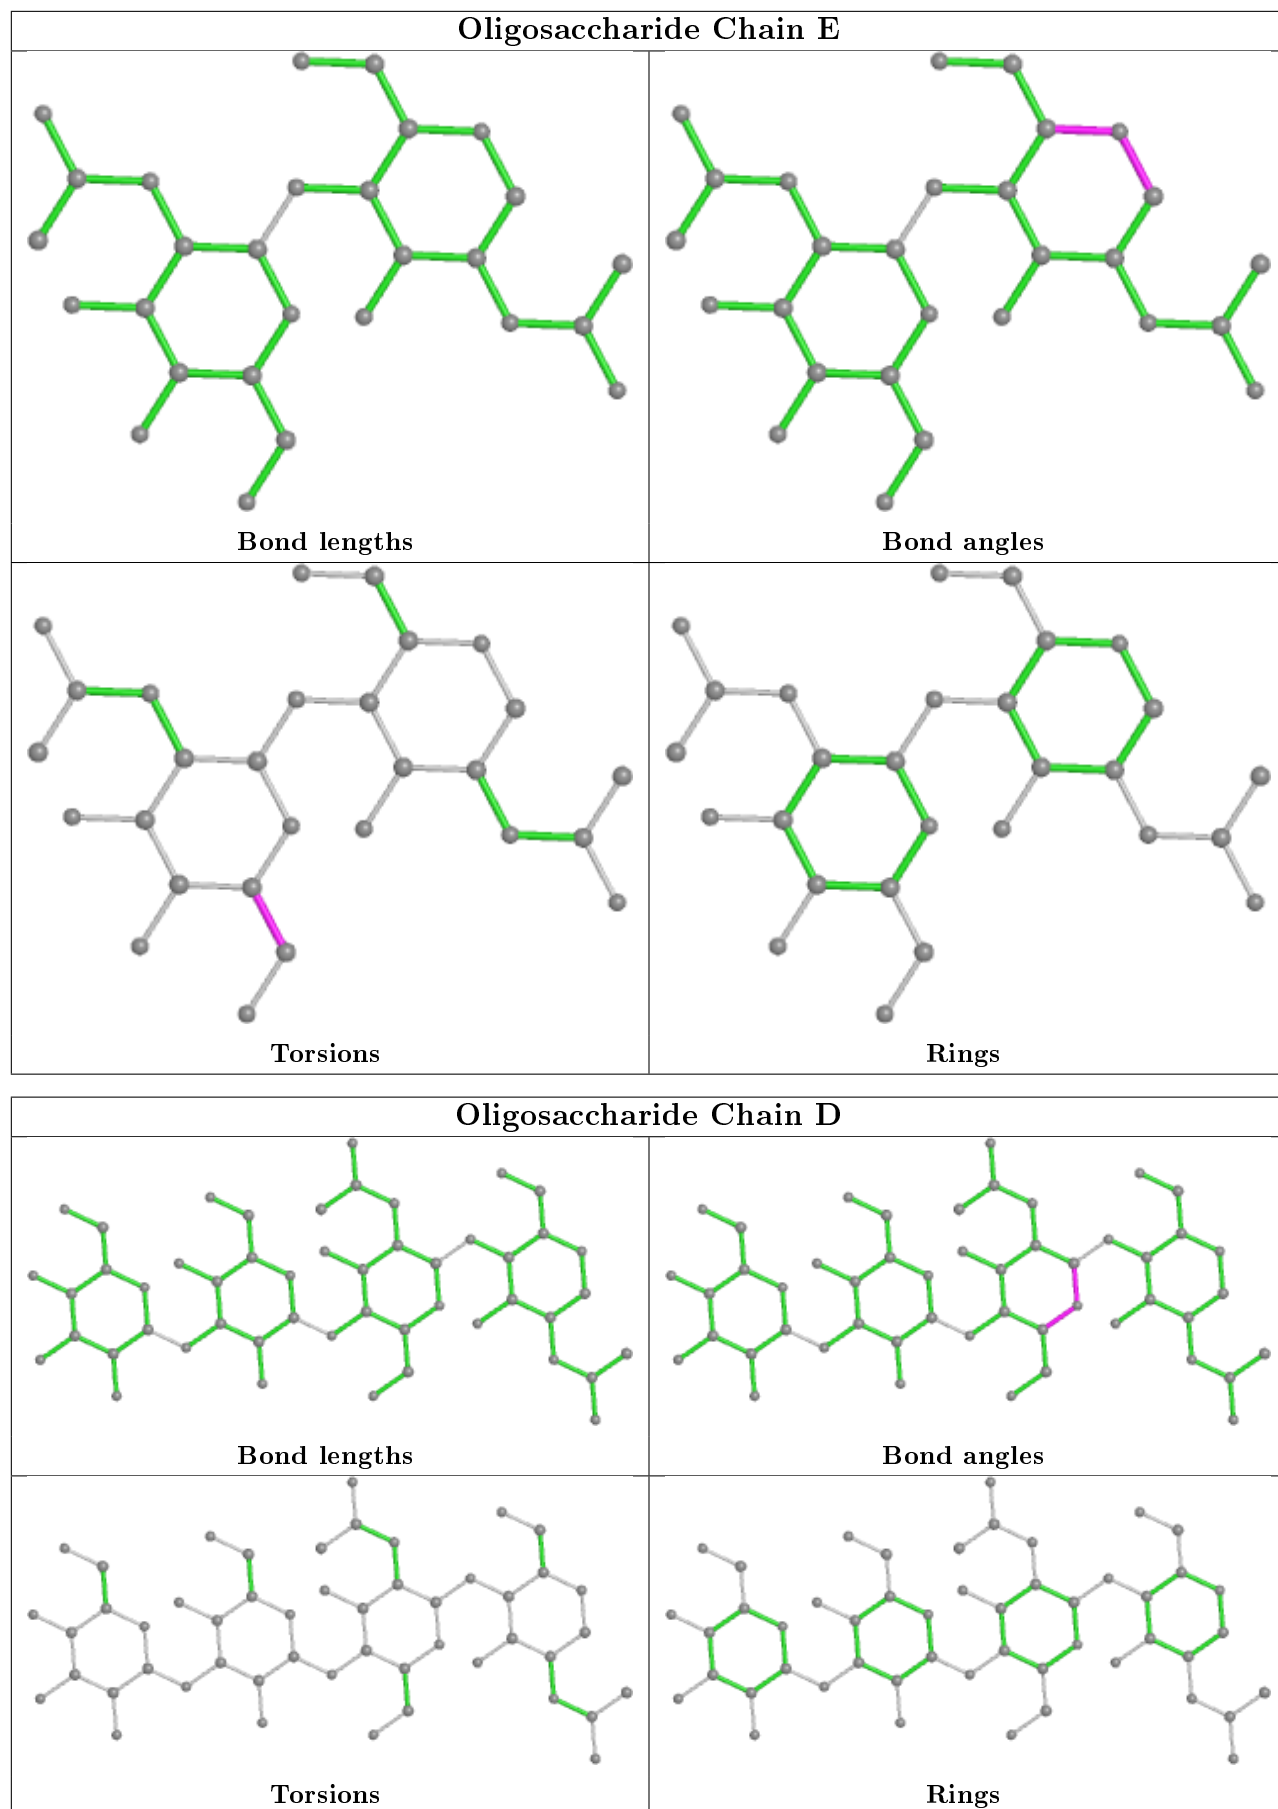 Oligosaccharide Chain E
Bond lengths
Bond angles
Torsions
Rings
Oligosaccharide Chain D
Bond lengths
Bond angles
Torsions
Rings